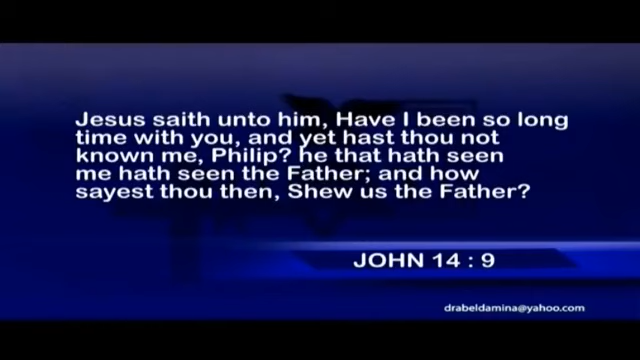 Jesus saith unto him, Have I been so long
time with you, and yet hast thou not
known me, Philip? he that hath seen
me hath seen the Father; and how
sayest thou then, Shew us the Father?
JOHN 14 : 9
drabeldamina@yahoo.com